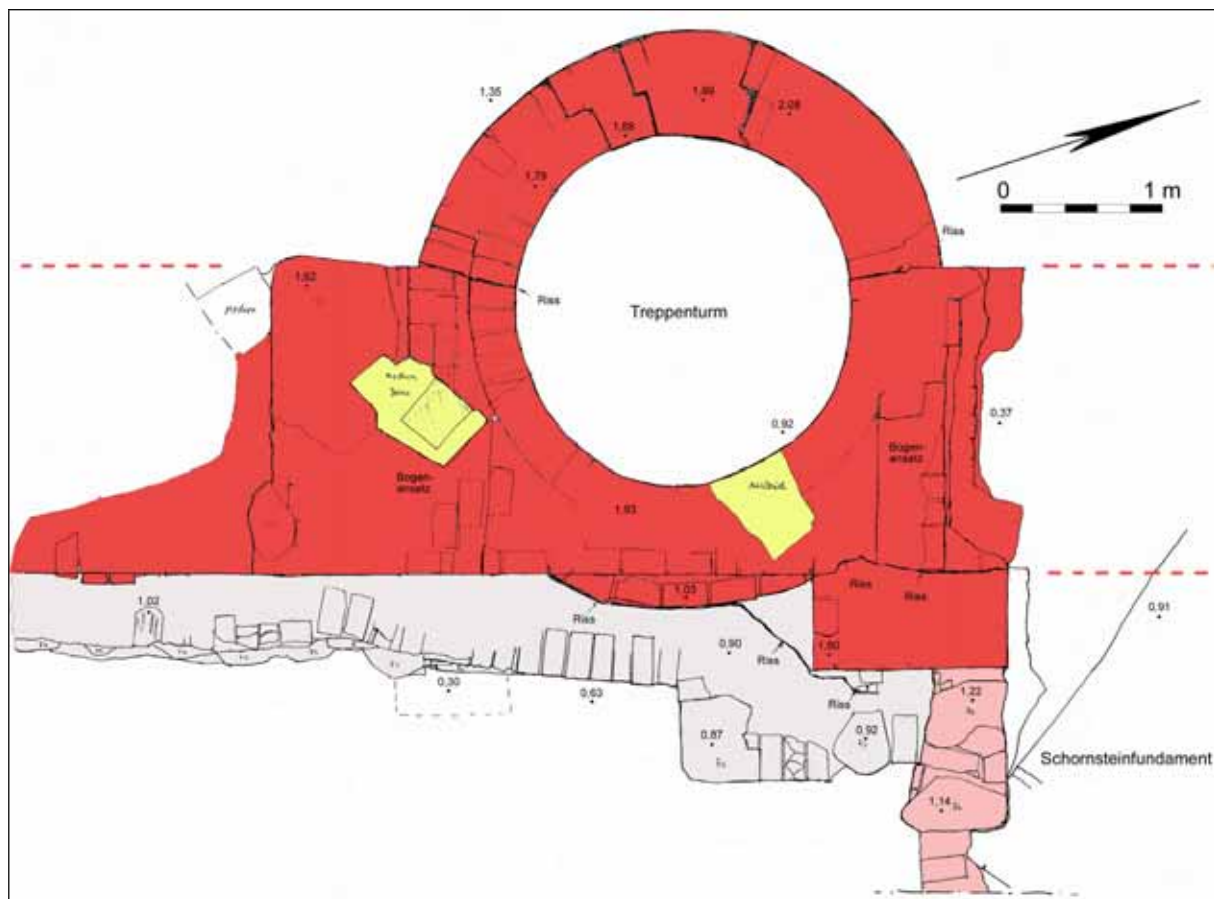 1,35
1,89
1,88
2,08
1,79
0
1 m
Riss
1,62
Riss
Treppenturm
0,92
0,37
Bogen-
ansatz
Bogen-
ansatz
1,93
Riss
Riss
1,03
1,02
Riss
0,90
Riss
1,80
0,91
0,30
0,63
Riss
1,22
0,87
0,92
Schornsteinfundament
1,14